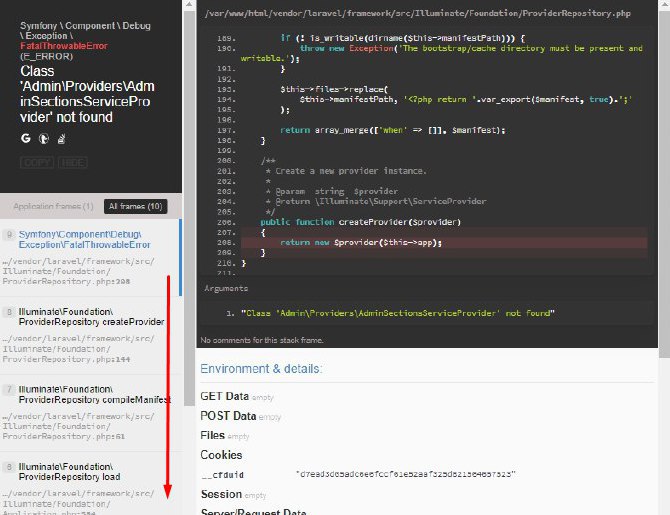 Symfony \ Component \ Debug
\ Exception \
FatalThrowableError
(E_ERROR)
Class
'Admin\Providers\Adm
inSectionsServicePro
vider' not found
COPY HIDE
Application frames (1) All frames (10)
9 Symfony\Component\Debug\
Exception\FatalThrowableError
…/vendor/laravel/framework/src/
Illuminate/Foundation/
ProviderRepository.php:208
8 Illuminate\Foundation\
ProviderRepository createProvider
…/vendor/laravel/framework/src/
Illuminate/Foundation/
ProviderRepository.php:144
7 Illuminate\Foundation\
ProviderRepository compileManifest
…/vendor/laravel/framework/src/
Illuminate/Foundation/
ProviderRepository.php:61
6 Illuminate\Foundation\
ProviderRepository load
…/vendor/laravel/framework/src/
Illuminate/Foundation/
/var/www/html/vendor/laravel/framework/src/Illuminate/Foundation/ProviderRepository.php
189. if (! is_writable(dirname($this->manifestPath))) {
190. throw new Exception('The bootstrap/cache directory must be present and
writable.');
191. }
192.
193. $this->files->replace(
194. $this->manifestPath, '<?php return '.var_export($manifest, true).';'
195. );
196.
197. return array_merge(['when' => []], $manifest);
198. }
199.
200. /**
201. * Create a new provider instance.
202. *
203. * @param string $provider
204. * @return \Illuminate\Support\ServiceProvider
205. */
206. public function createProvider($provider)
207. {
208. return new $provider($this->app);
209. }
210. }
211.
Arguments
1. "Class 'Admin\Providers\AdminSectionsServiceProvider' not found"
No comments for this stack frame.
Environment & details:
GET Data empty
POST Data empty
Files empty
Cookies
__cfduid
Session empty
Server/Request Data